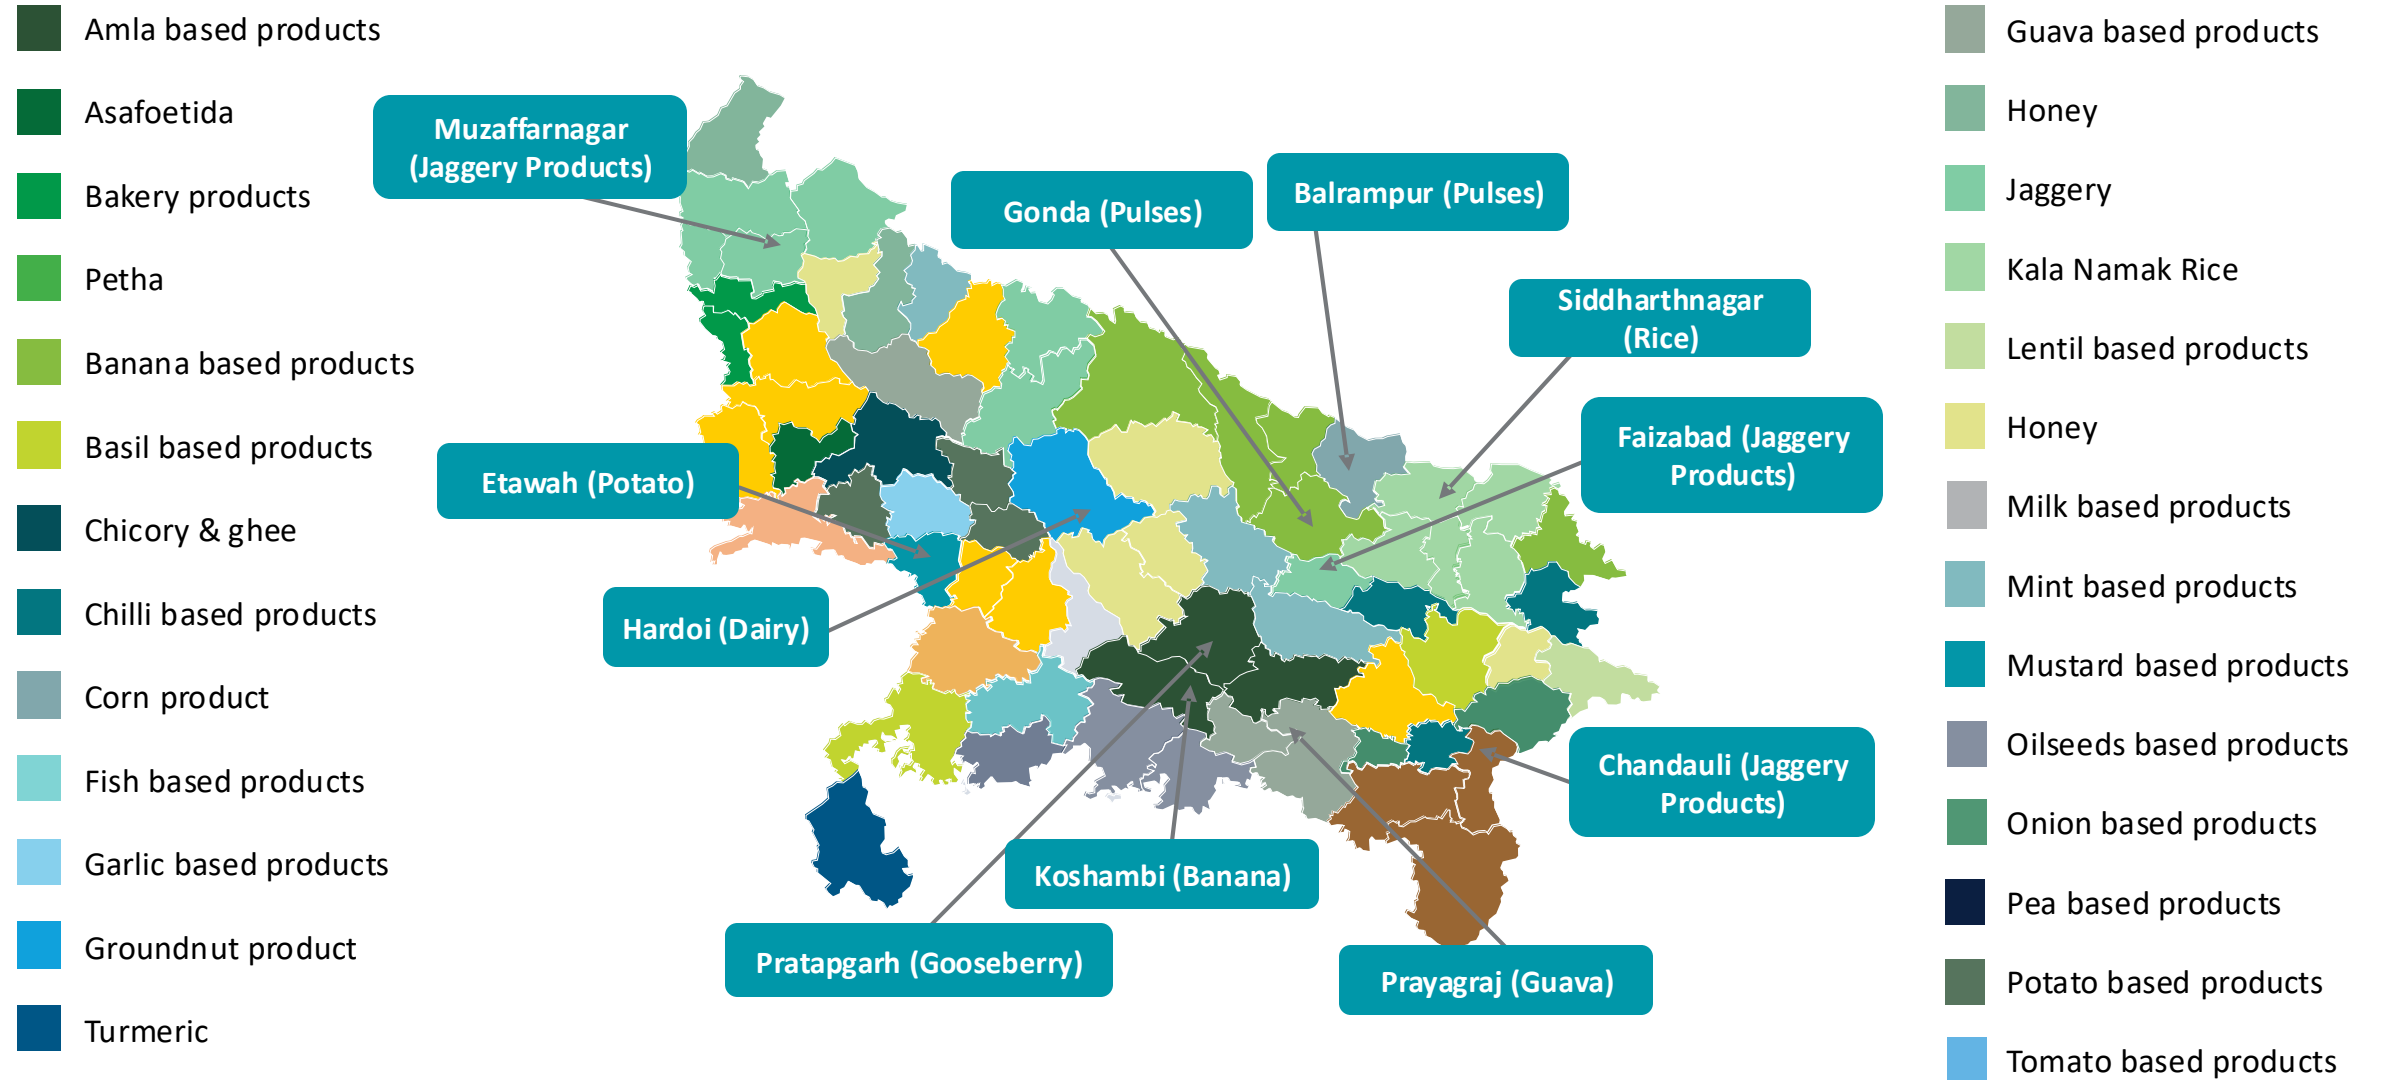 Amla based products
Asafoetida
Bakery products
Petha
Banana based products
Basil based products
Chicory & ghee
Chilli based products
Corn product
Fish based products
Garlic based products
Groundnut product
Turmeric
Muzaffarnagar
(Jaggery Products)
Gonda (Pulses)
Balrampur (Pulses)
Siddharthnagar
(Rice)
Faizabad (Jaggery
Products)
Etawah (Potato)
Hardoi (Dairy)
Chandauli (Jaggery
Products)
Koshambi (Banana)
Pratapgarh (Gooseberry)
Prayagraj (Guava)
Guava based products
Honey
Jaggery
Kala Namak Rice
Lentil based products
Honey
Milk based products
Mint based products
Mustard based products
Oilseeds based products
Onion based products
Pea based products
Potato based products
Tomato based products